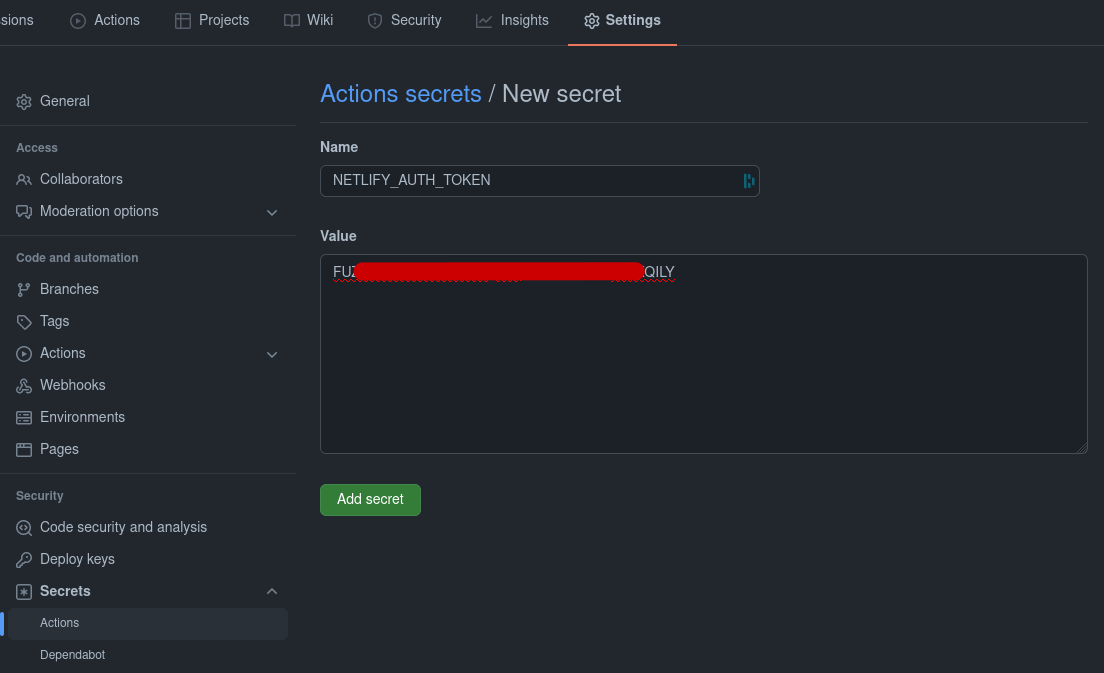 sions Actions Projects Wiki Security Insights Settings
General
Access
Collaborators
Moderation options
Code and automation
Branches
Tags
Actions
Webhooks
Environments
Pages
Security
Code security and analysis
Deploy keys
Secrets
Actions
Dependabot
Actions secrets / New secret
Name
NETLIFY_AUTH_TOKEN
Value
FUZ QILY
Add secret